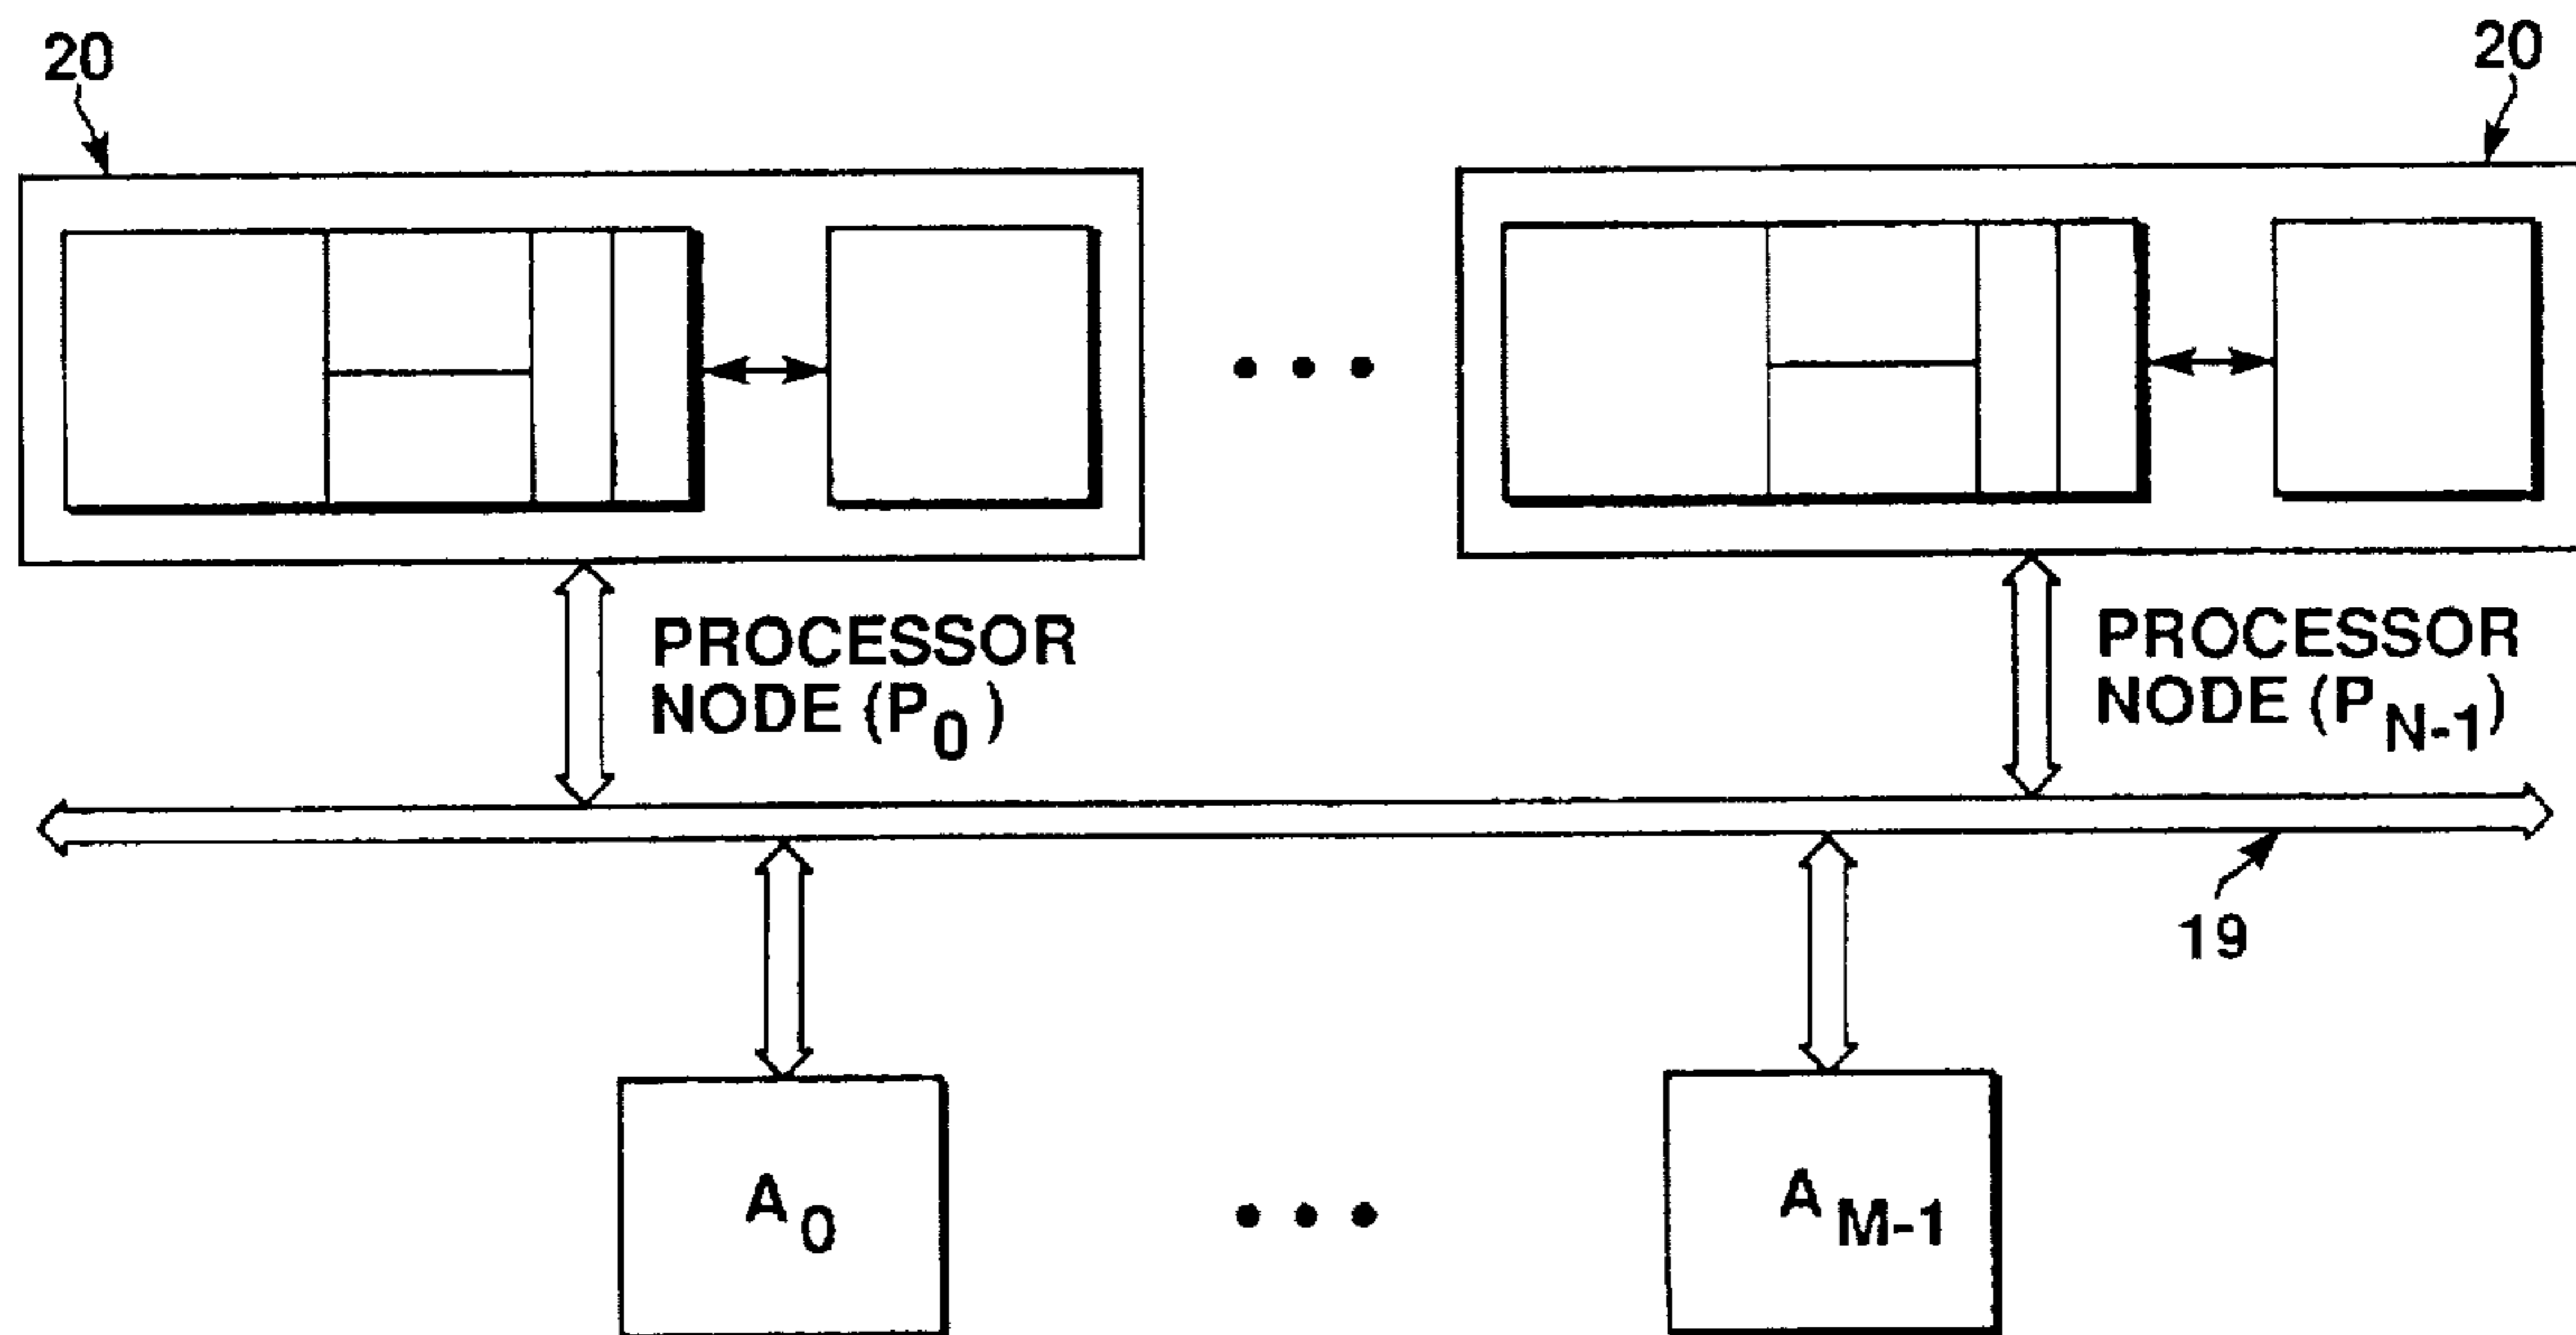 20
20
PROCESSOR
NODE (P0)
PROCESSOR
NODE (PN-1)
19
A0
AM-1